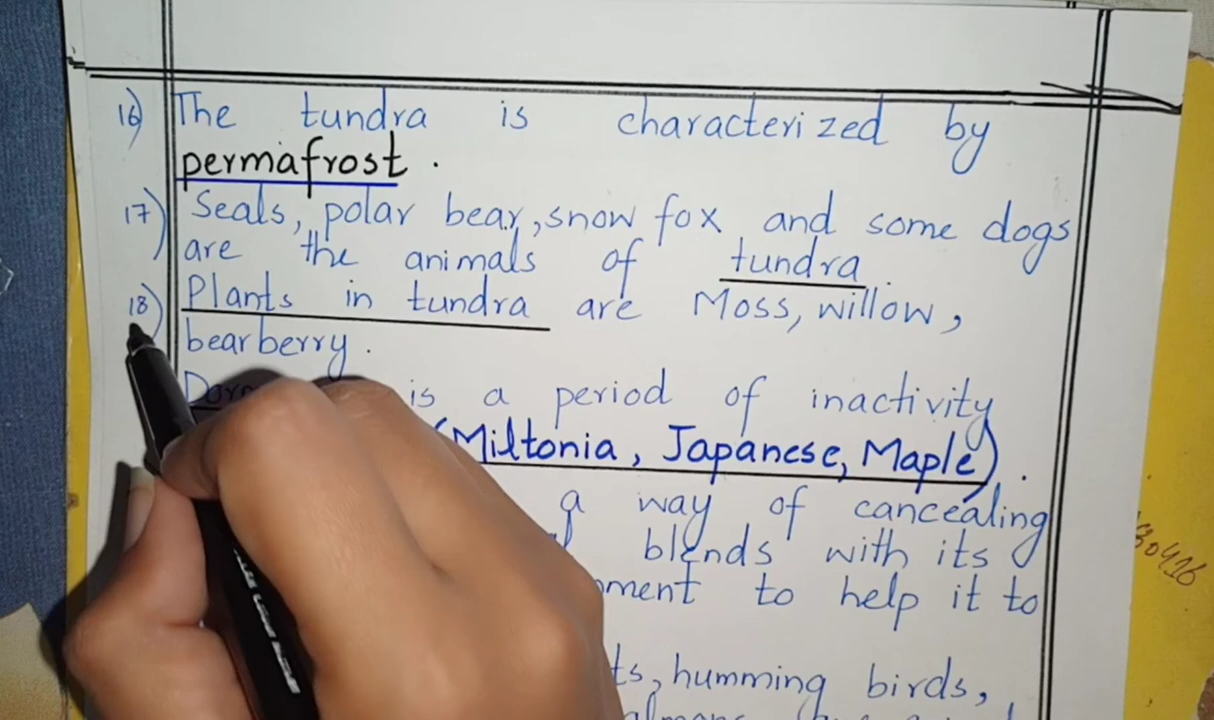 16) The tundra is characterized by
permafrost.
17) Seals, polar bear, snow fox and some dogs
are the animals of tundra.
18) Plants in tundra are Moss, willow,
bearberry.
is a period of inactivity
(Miltonia, Japanese, Maple).
a way of cancealing
blends with its
to help it to
humming birds,